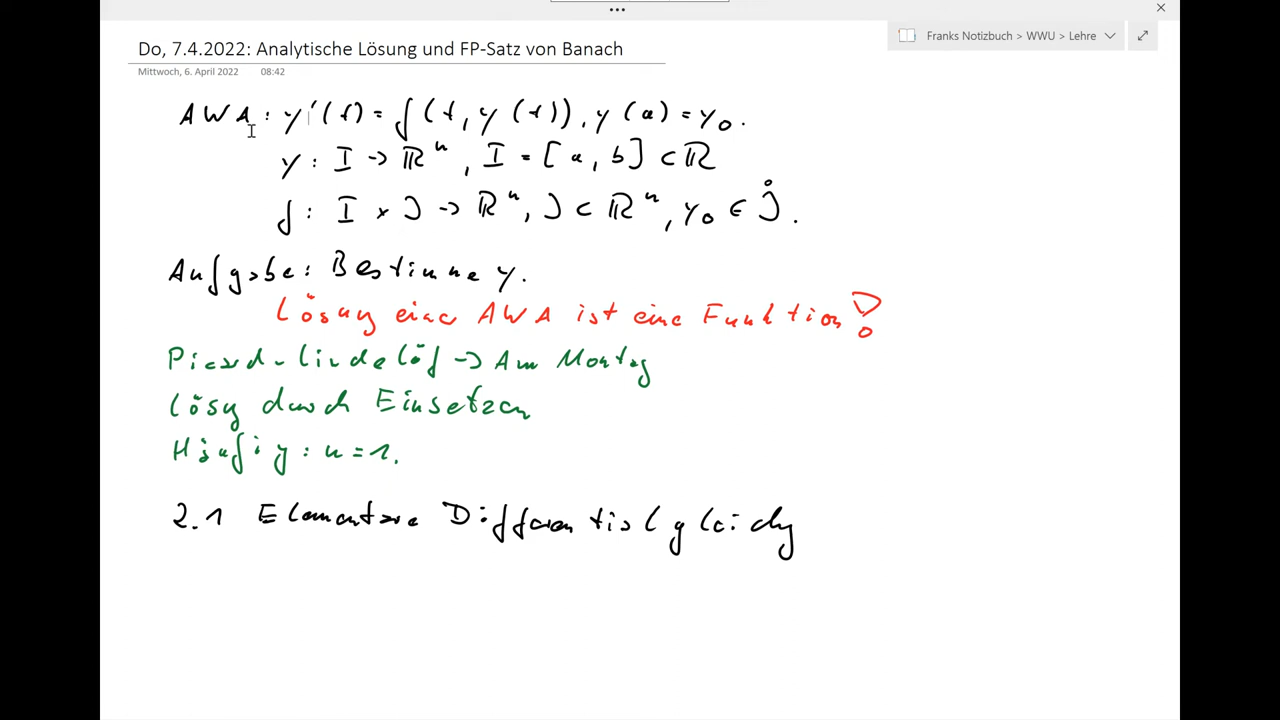 Do, 7.4.2022: Analytische Lösung und FP-Satz von Banach
Franks Notizbuch > WWU > Lehre
Mittwoch, 6. April 2022 08:42
AWA: y'(t) = f(t, y(t)), y(a) = y₀.
y: I → ℝⁿ, I = [a, b] ⊂ ℝ
f: I × J → ℝⁿ, J ⊂ ℝⁿ, y₀ ∈ J̊.
Aufgabe: Bestimme y.
Lösung einer AWA ist eine Funktion!
Picard-Lindelöf → Am Montag
Lösg durch Einsetzen
Häufig: n=1.
2.1 Elementare Differentialgleichg